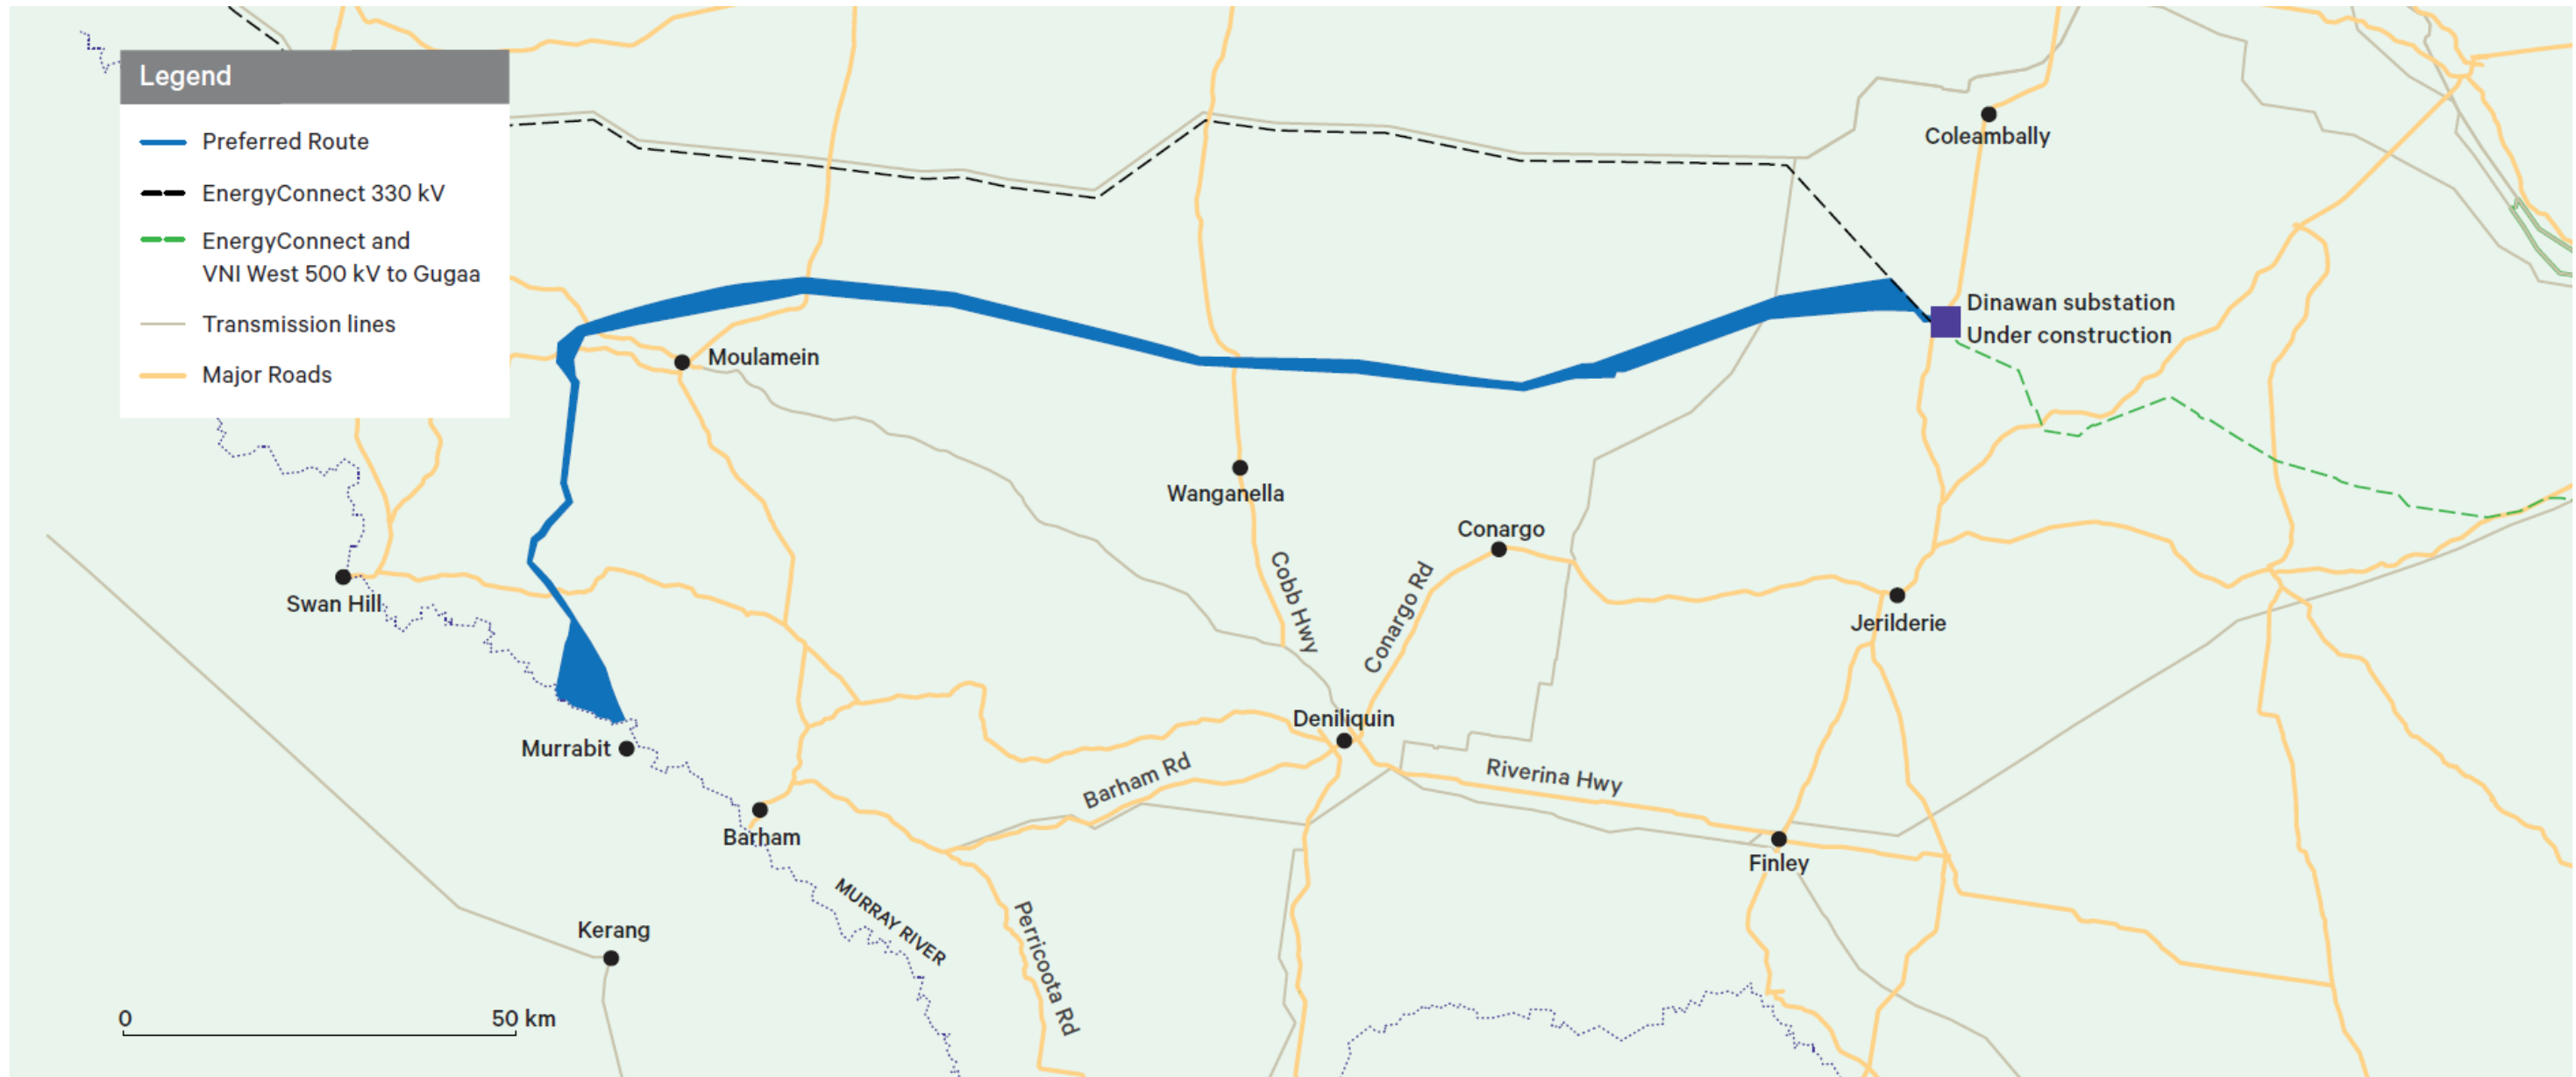 Legend
Preferred Route
EnergyConnect 330 kV
EnergyConnect and
VNI West 500 kV to Gugaa
Transmission lines
Major Roads
Coleambally
Dinawan substation
Under construction
Moulamein
Wanganella
Conargo
Cobb Hwy
Conargo Rd
Swan Hill
Jerilderie
Deniliquin
Murrabit
Barham Rd
Riverina Hwy
Barham
Finley
MURRAY RIVER
Perricoota Rd
Kerang
0
50 km